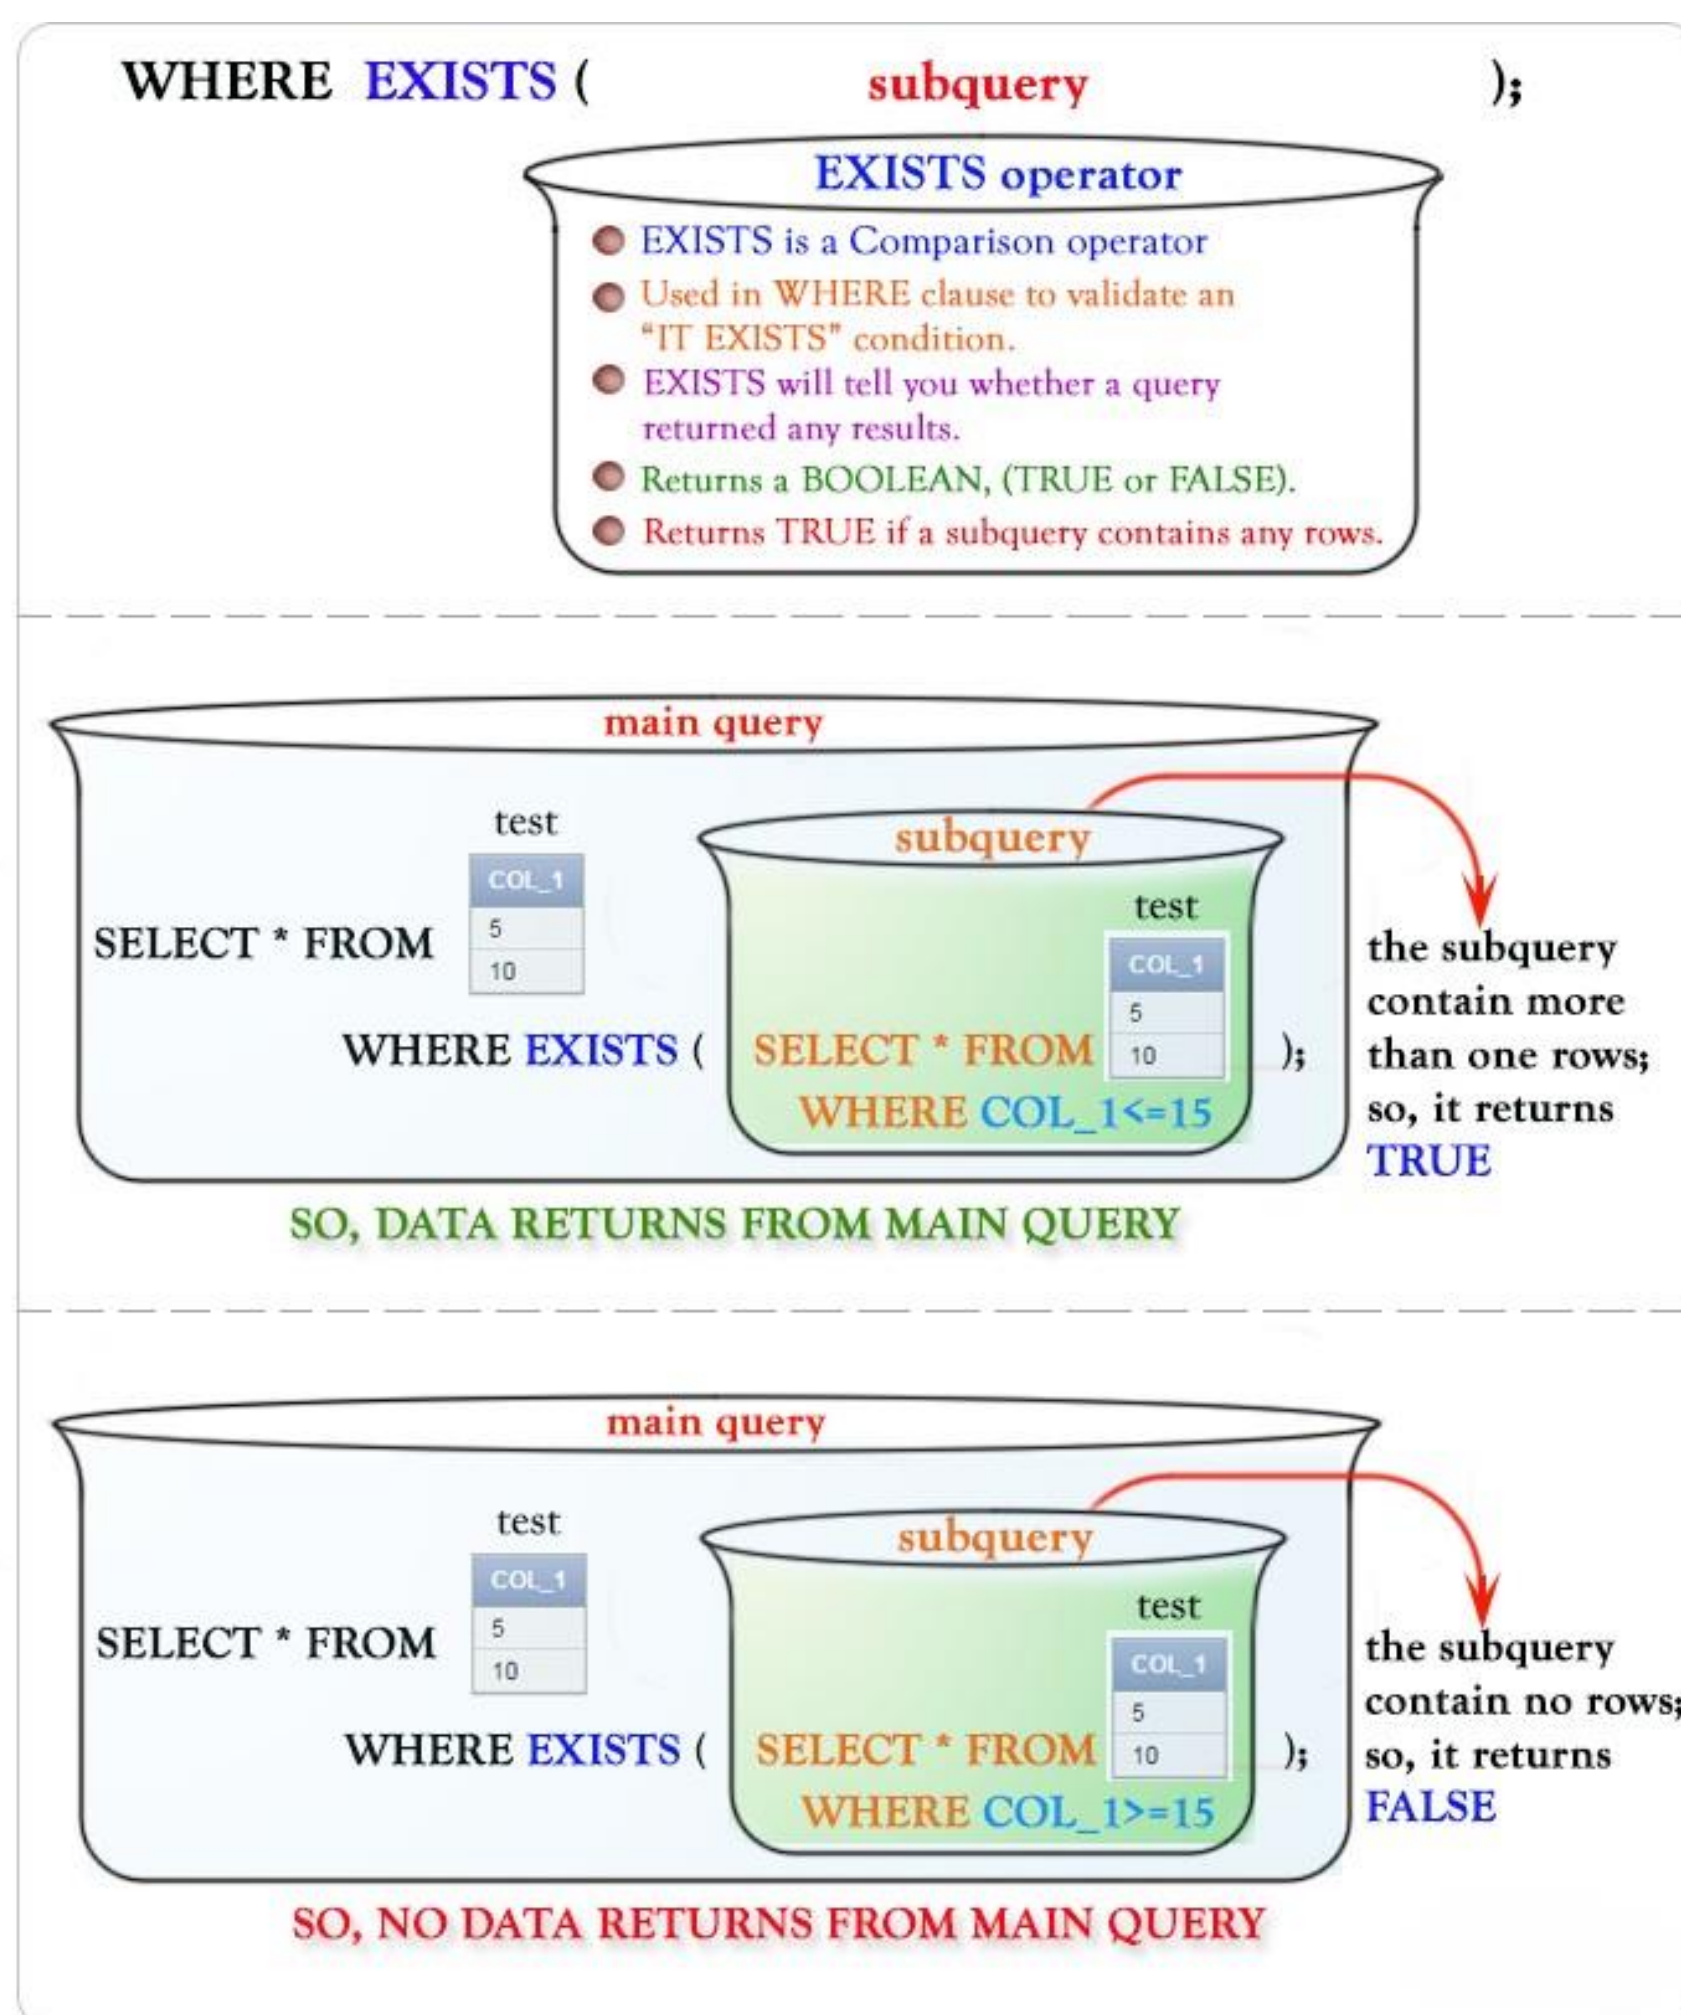 WHERE EXISTS ( subquery );
EXISTS operator
EXISTS is a Comparison operator
Used in WHERE clause to validate an
“IT EXISTS” condition.
EXISTS will tell you whether a query
returned any results.
Returns a BOOLEAN, (TRUE or FALSE).
Returns TRUE if a subquery contains any rows.
main query
test
COL_1
5
10
SELECT * FROM
WHERE EXISTS (
subquery
test
COL_1
5
10
SELECT * FROM
WHERE COL_1<=15
);
the subquery
contain more
than one rows;
so, it returns
TRUE
SO, DATA RETURNS FROM MAIN QUERY
main query
test
COL_1
5
10
SELECT * FROM
WHERE EXISTS (
subquery
test
COL_1
5
10
SELECT * FROM
WHERE COL_1>=15
);
the subquery
contain no rows;
so, it returns
FALSE
SO, NO DATA RETURNS FROM MAIN QUERY